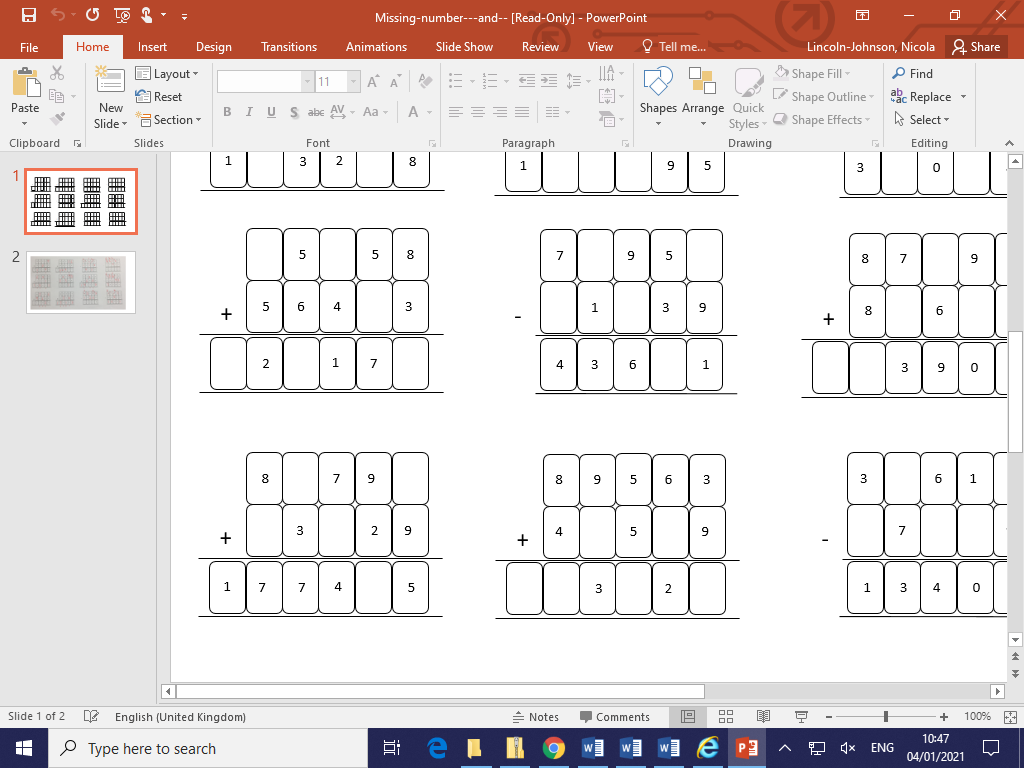 Missing-number---and-- [Read-Only] - PowerPoint
File Home Insert Design Transitions Animations Slide Show Review View Tell me... Lincoln-Johnson, Nicola Share
Paste
New
Slide
Layout
Reset
Section
11
B I U S abc AV Aa A
Shapes Arrange Quick
Styles
Shape Fill
Shape Outline
Shape Effects
Find
Replace
Select
Clipboard Slides Font Paragraph Drawing Editing
1
2
1 3 2 8
1 9 5
3 0
5 5 8
+ 5 6 4 3
2 1 7
7 9 5
- 1 3 9
4 3 6 1
8 7 9
+ 8 6
3 9 0
8 7 9
+ 3 2 9
1 7 7 4 5
8 9 5 6 3
+ 4 5 9
3 2
3 6 1
- 7
1 3 4 0
Slide 1 of 2 English (United Kingdom) Notes Comments 100%
Type here to search
ENG
10:47
04/01/2021